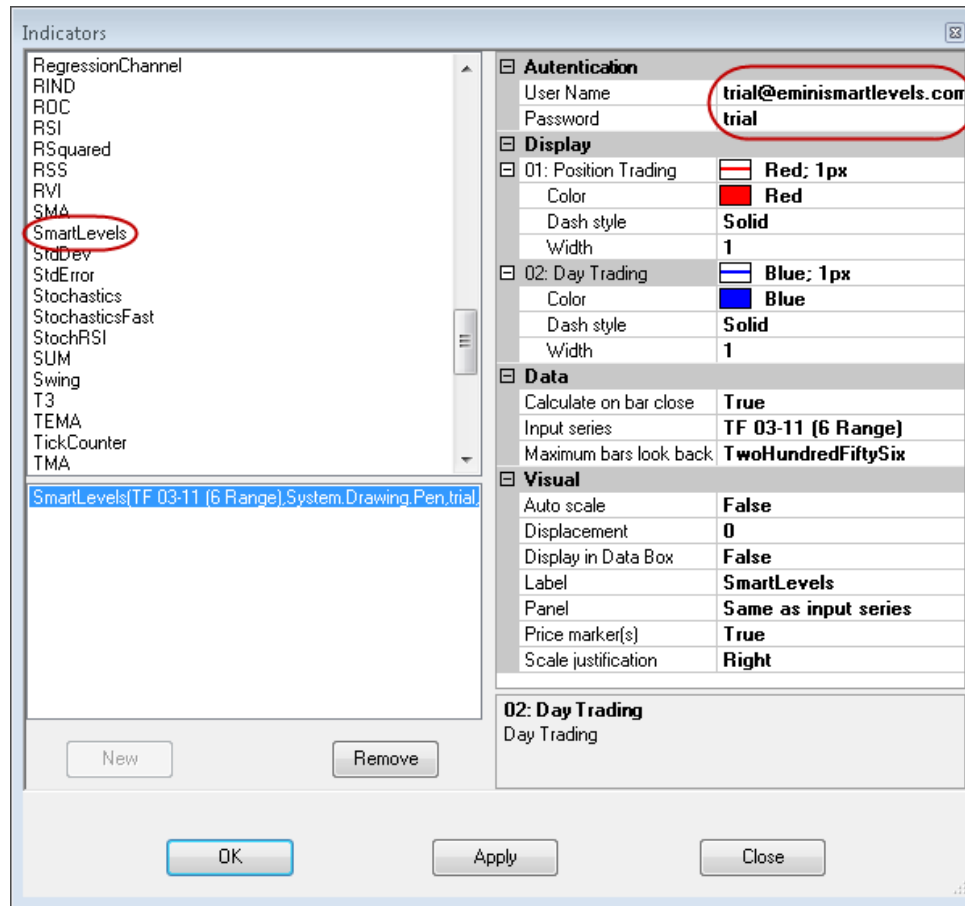 Indicators
RegressionChannel
RIND
ROC
RSI
RSquared
RSS
RVI
SMA
SmartLevels
StdDev
StdError
Stochastics
StochasticsFast
StochRSI
SUM
Swing
T3
TEMA
TickCounter
TMA
SmartLevels(TF 03-11 (6 Range),System.Drawing.Pen,trial,
New
Remove
Autentication
User Name trial@eminismartlevels.com
Password trial
Display
01: Position Trading Red; 1px
Color Red
Dash style Solid
Width 1
02: Day Trading Blue; 1px
Color Blue
Dash style Solid
Width 1
Data
Calculate on bar close True
Input series TF 03-11 (6 Range)
Maximum bars look back TwoHundredFiftySix
Visual
Auto scale False
Displacement 0
Display in Data Box False
Label SmartLevels
Panel Same as input series
Price marker(s) True
Scale justification Right
02: Day Trading
Day Trading
OK
Apply
Close